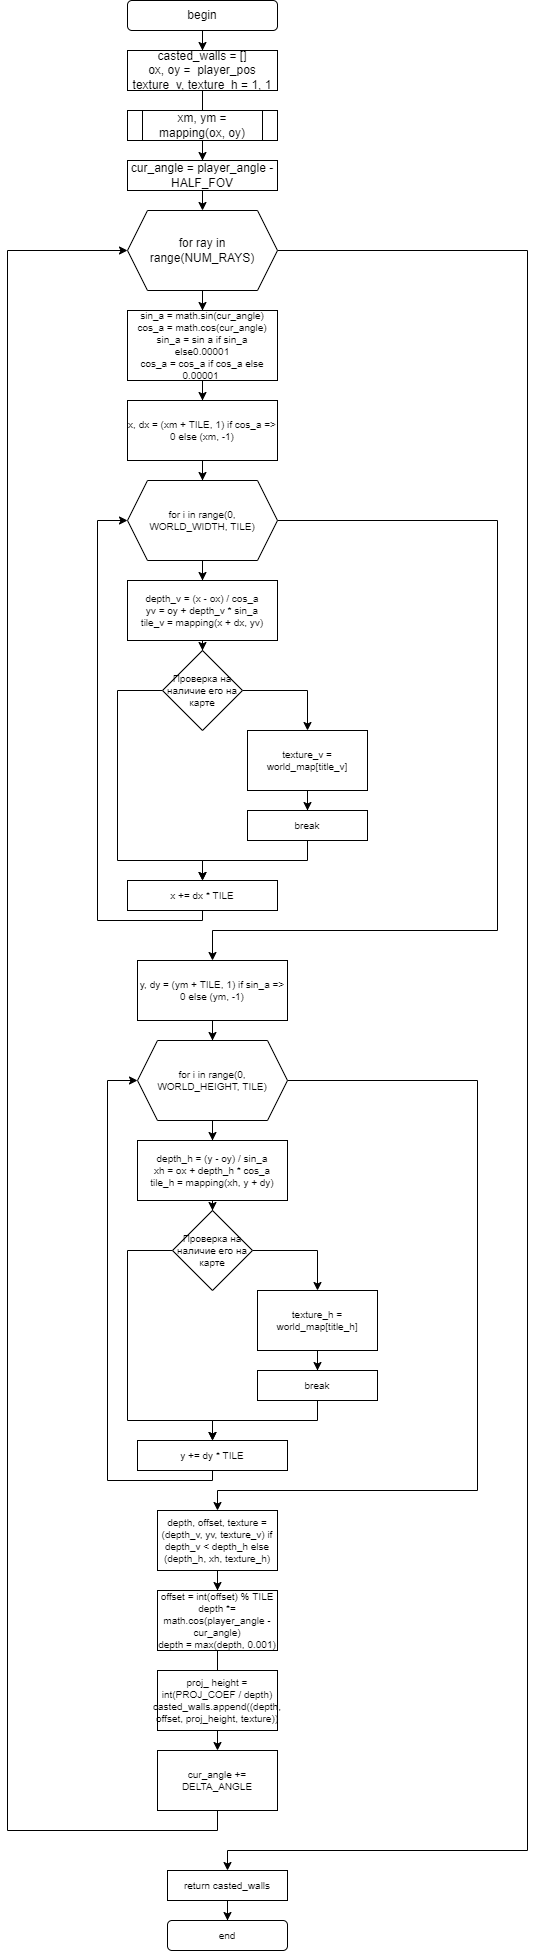 begin
casted_walls = []
ox, oy = player_pos
texture_v, texture_h = 1, 1
xm, ym =
mapping(ox, oy)
cur_angle = player_angle -
HALF_FOV
for ray in
range(NUM_RAYS)
sin_a = math.sin(cur_angle)
cos_a = math.cos(cur_angle)
sin_a = sin a if sin_a
else0.00001
cos_a = cos_a if cos_a else
0.00001
x, dx = (xm + TILE, 1) if cos_a =>
0 else (xm, -1)
for i in range(0,
WORLD_WIDTH, TILE)
depth_v = (x - ox) / cos_a
yv = oy + depth_v * sin_a
tile_v = mapping(x + dx, yv)
Проверка на
наличие его на
карте
texture_v =
world_map[title_v]
break
x += dx * TILE
y, dy = (ym + TILE, 1) if sin_a =>
0 else (ym, -1)
for i in range(0,
WORLD_HEIGHT, TILE)
depth_h = (y - oy) / sin_a
xh = ox + depth_h * cos_a
tile_h = mapping(xh, y + dy)
Проверка на
наличие его на
карте
texture_h =
world_map[title_h]
break
y += dy * TILE
depth, offset, texture =
(depth_v, yv, texture_v) if
depth_v < depth_h else
(depth_h, xh, texture_h)
offset = int(offset) % TILE
depth *=
math.cos(player_angle -
cur_angle)
depth = max(depth, 0.001)
proj_ height =
int(PROJ_COEF / depth)
casted_walls.append((depth,
offset, proj_height, texture))
cur_angle +=
DELTA_ANGLE
return casted_walls
end